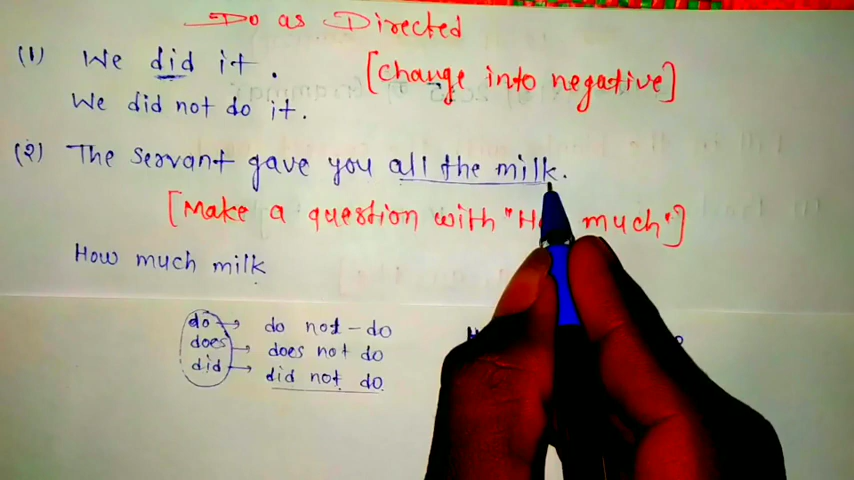 Do as Directed
(1) We did it. [Change into negative]
We did not do it.
(2) The servant gave you all the milk.
[Make a question with "H much"]
How much milk
do → do not - do
does → does not do
did → did not do